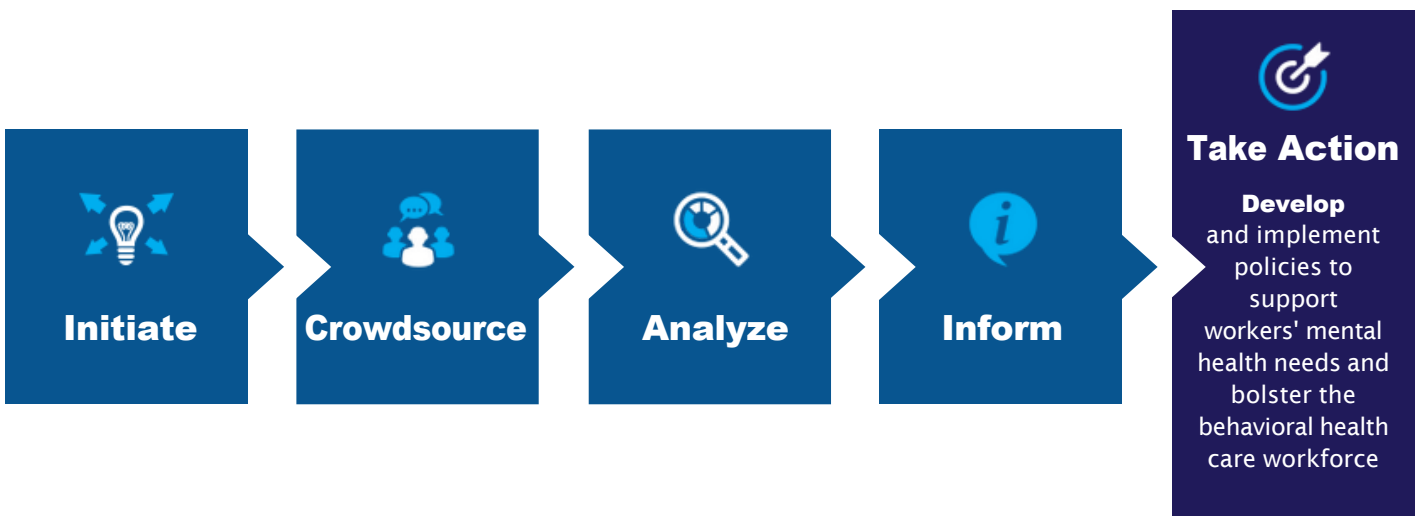 Initiate
Crowdsource
Analyze
Inform
Take Action
Develop
and implement
policies to
support
workers' mental
health needs and
bolster the
behavioral health
care workforce